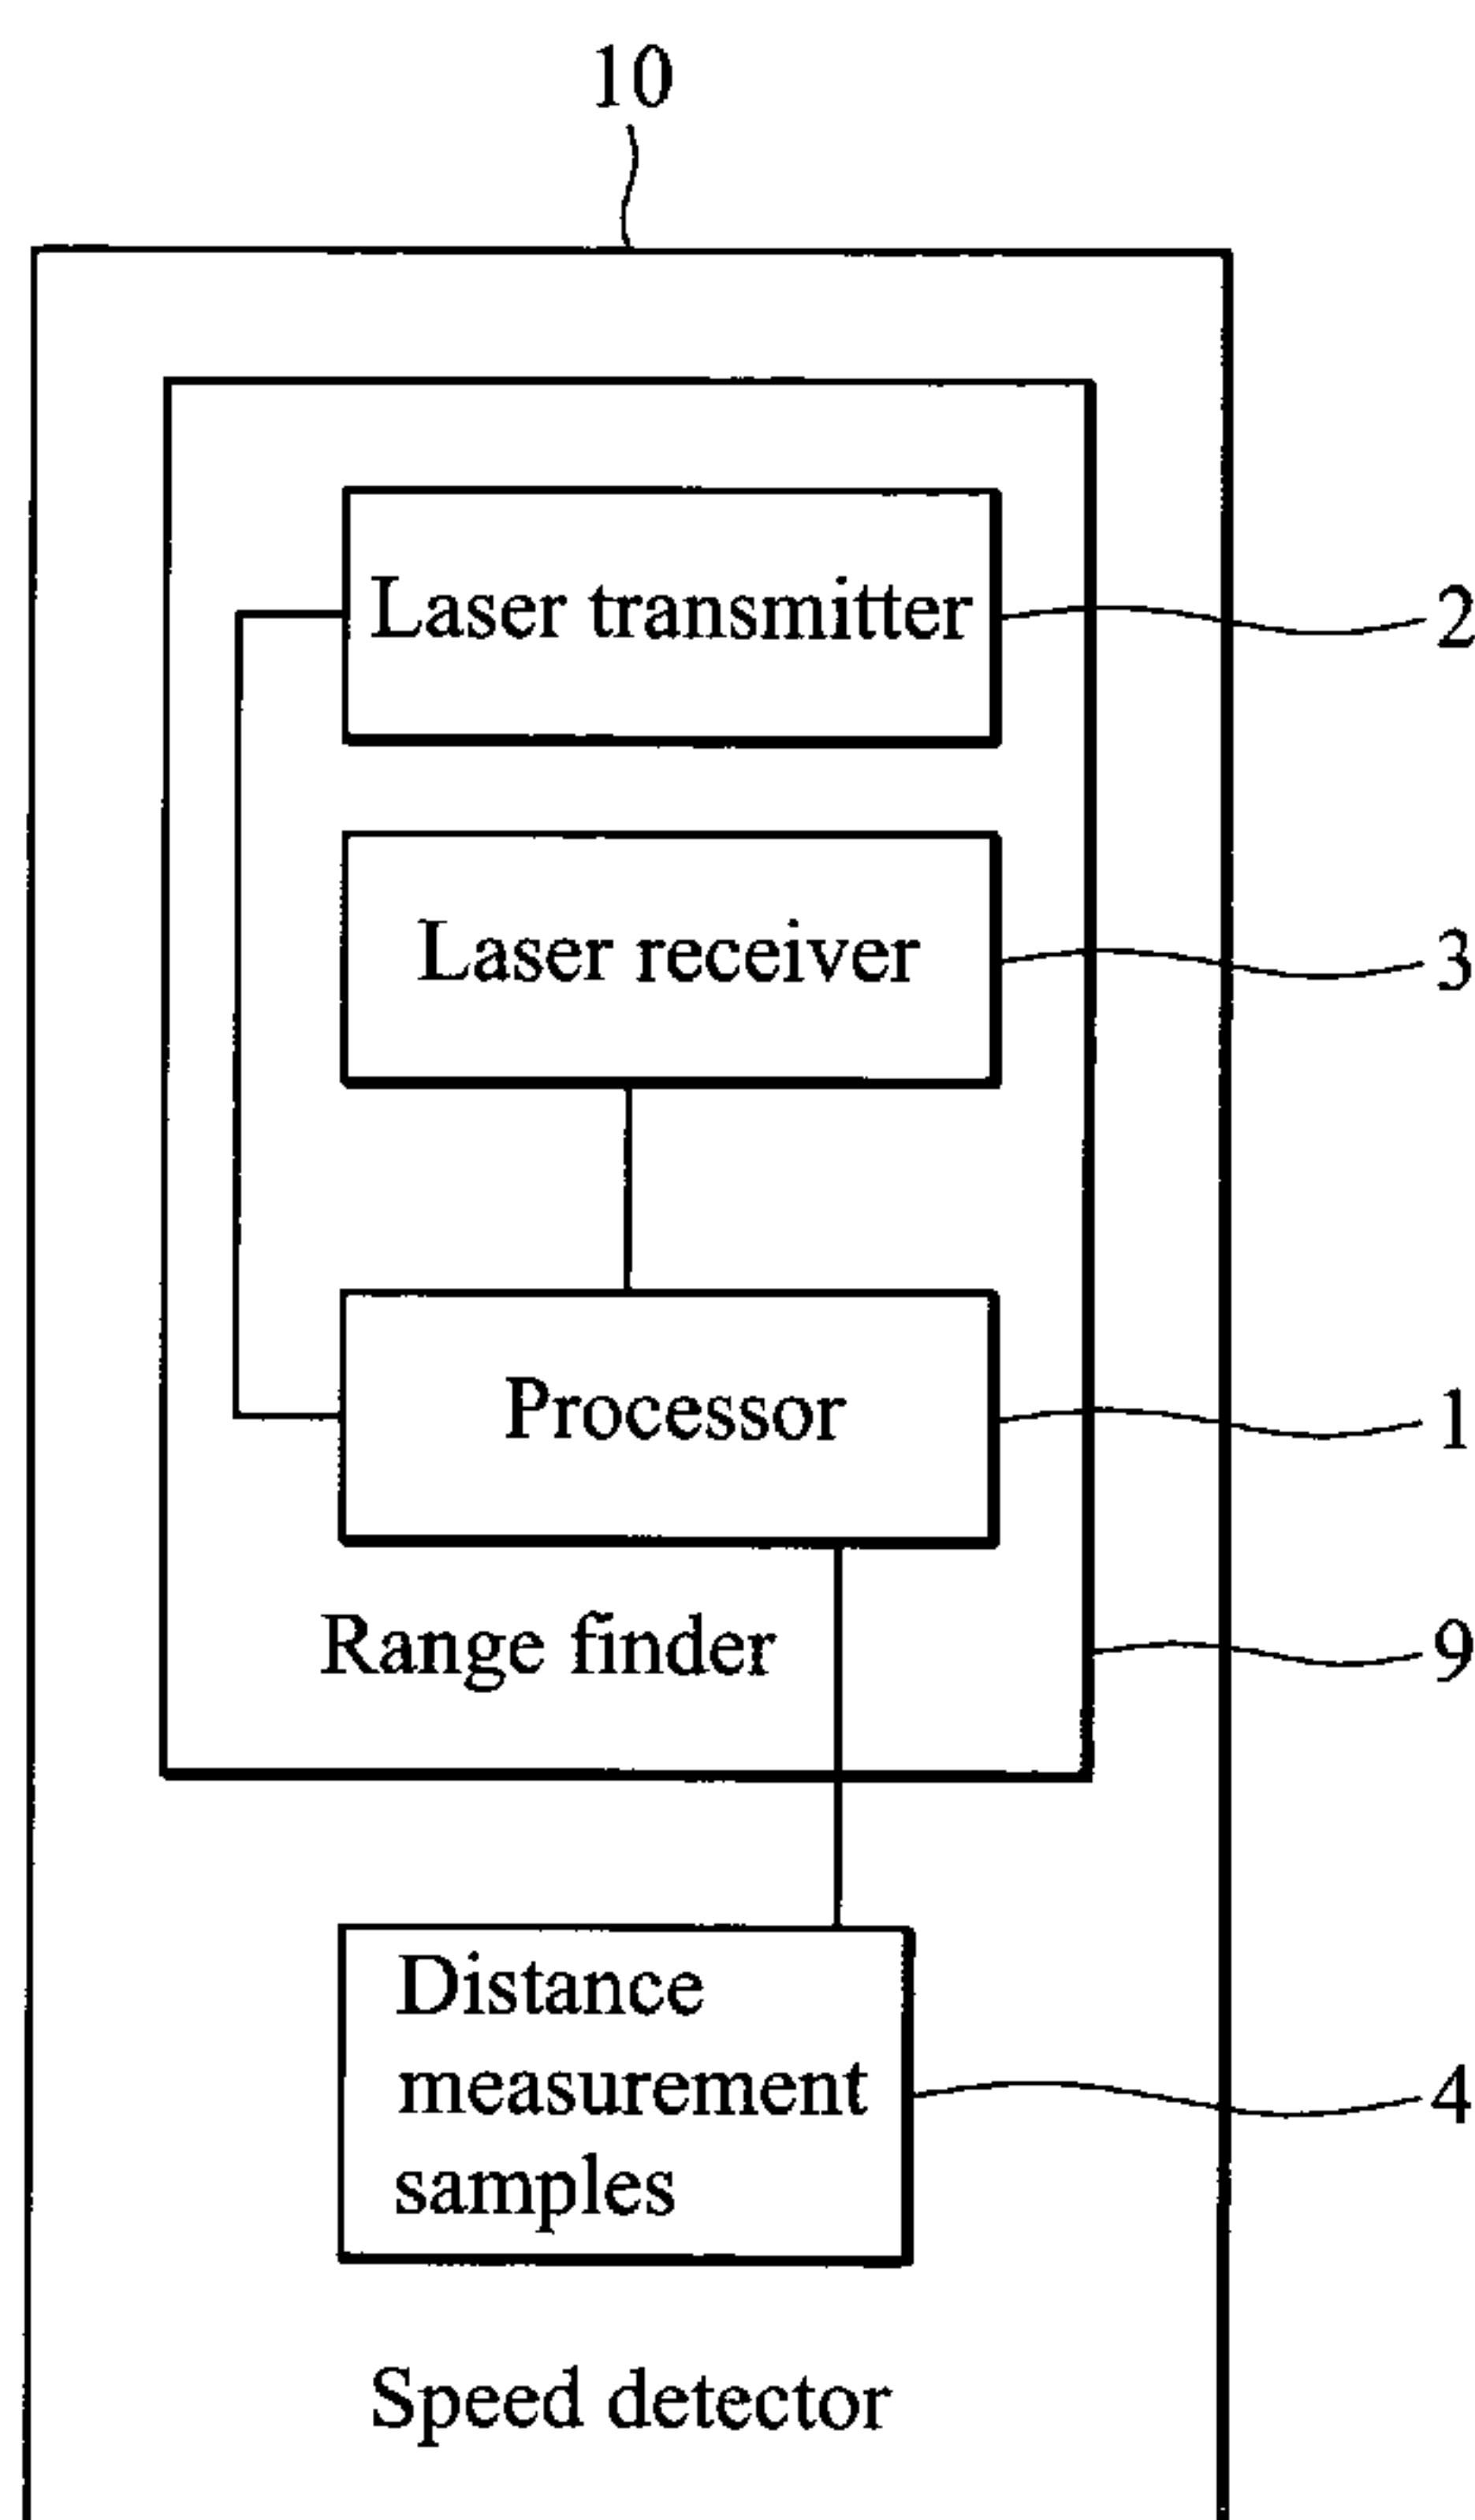 10
Laser transmitter
2
Laser receiver
3
Processor
1
Range finder
9
Distance
measurement
samples
4
Speed detector